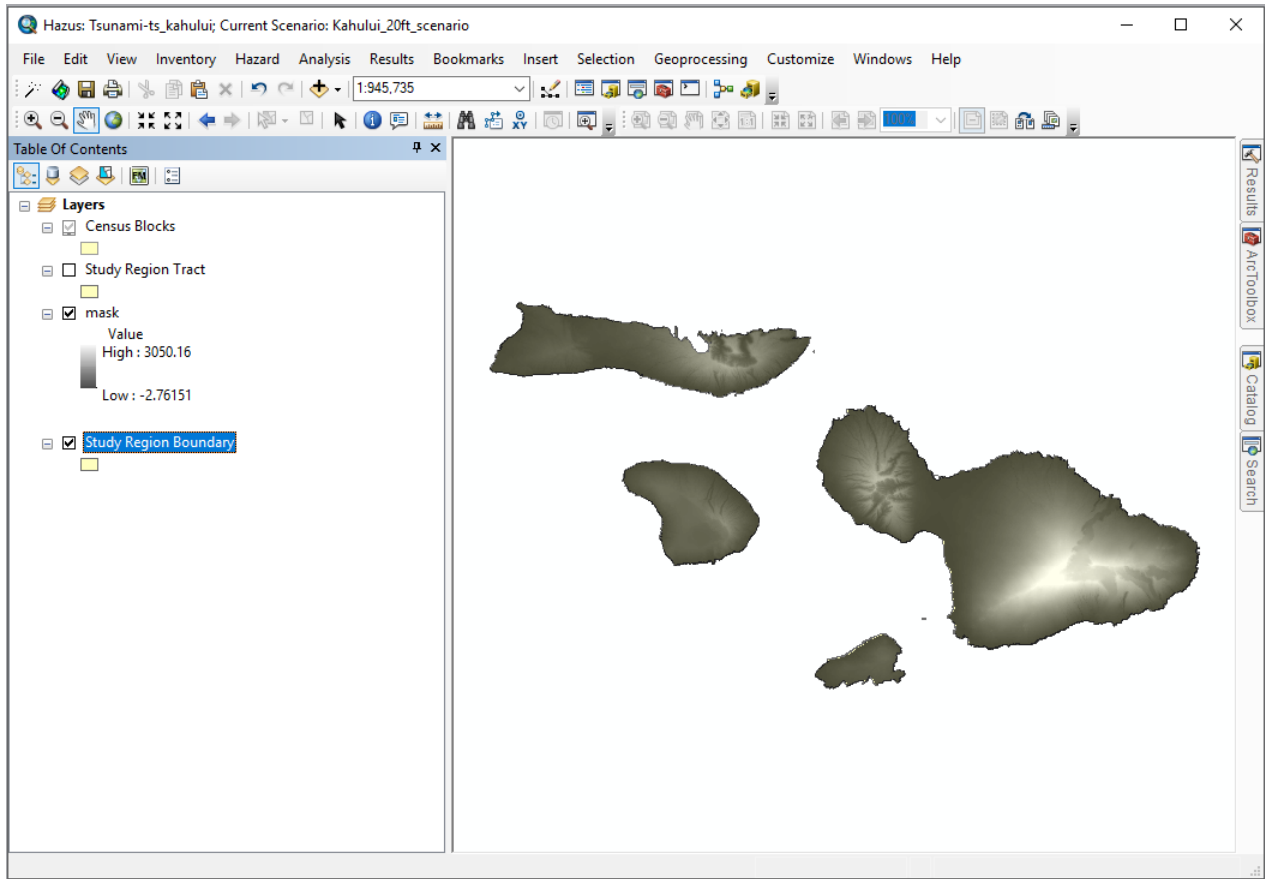 Hazus: Tsunami-ts_kahului; Current Scenario: Kahului_20ft_scenario
File Edit View Inventory Hazard Analysis Results Bookmarks Insert Selection Geoprocessing Customize Windows Help
1:945,735
100%
Table Of Contents
Layers
Census Blocks
Study Region Tract
mask
Value
High : 3050.16
Low : -2.76151
Study Region Boundary
Results
ArcToolbox
Catalog
Search